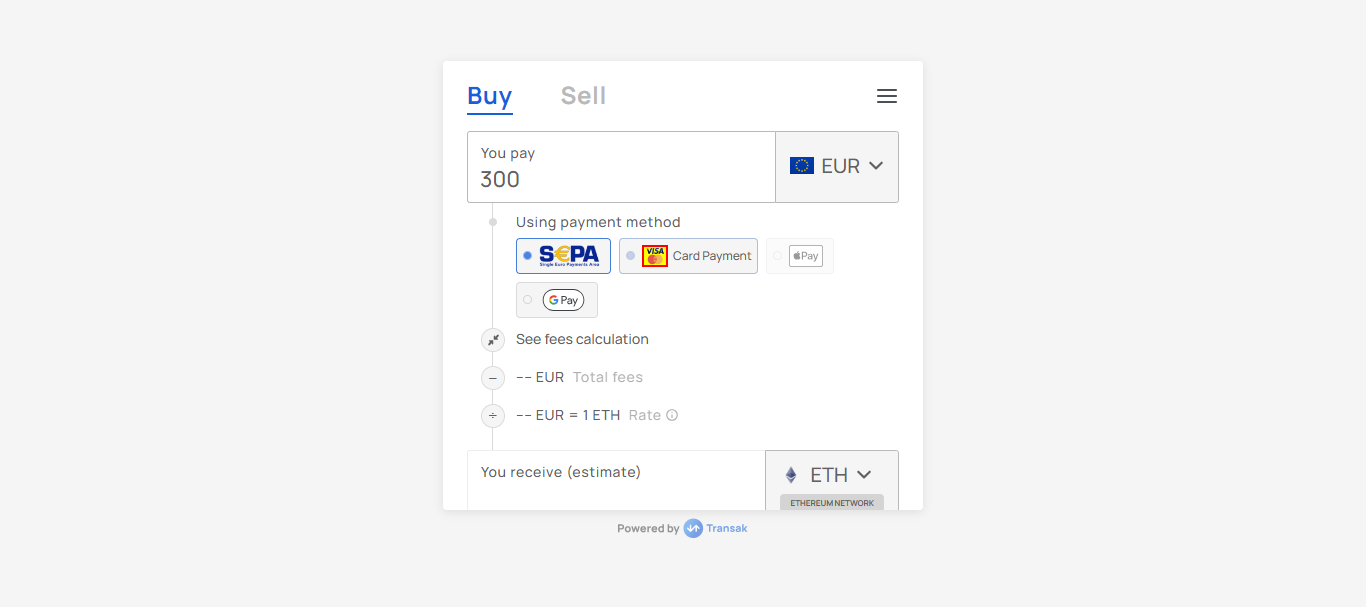 Buy Sell
You pay
300
EUR
Using payment method
S€PA
Single Euro Payments Area
VISA
Card Payment
Pay
G Pay
See fees calculation
−
-- EUR Total fees
÷
-- EUR = 1 ETH Rate
You receive (estimate)
ETH
ETHEREUM NETWORK
Powered by Transak